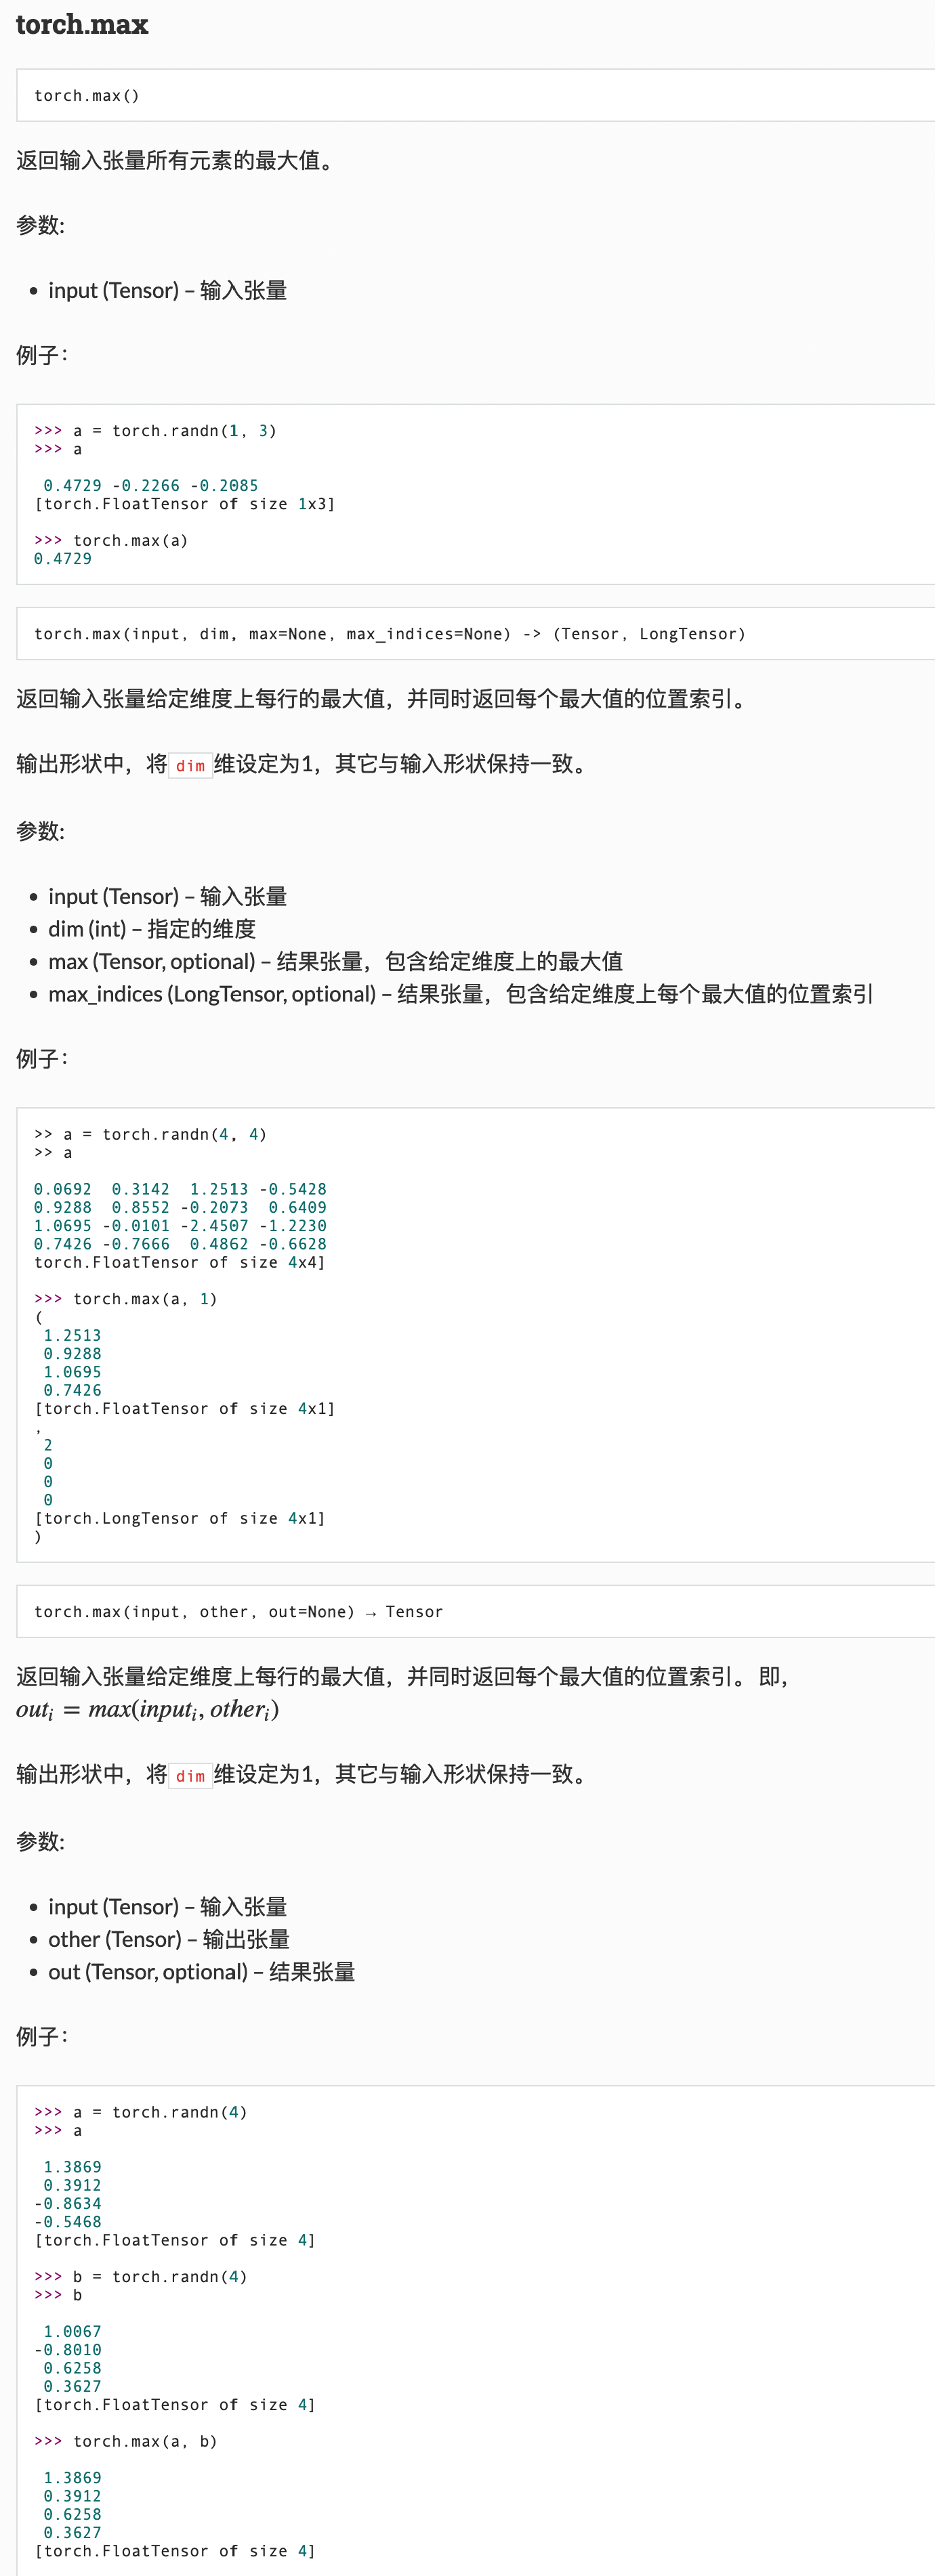 torch.max
torch.max()
返回输入张量所有元素的最大值。
参数:
• input (Tensor) – 输入张量
例子：
>>> a = torch.randn(1, 3)
>>> a
0.4729 -0.2266 -0.2085
[torch.FloatTensor of size 1x3]
>>> torch.max(a)
0.4729
torch.max(input, dim, max=None, max_indices=None) -> (Tensor, LongTensor)
返回输入张量给定维度上每行的最大值，并同时返回每个最大值的位置索引。
输出形状中，将dim维设定为1，其它与输入形状保持一致。
参数:
• input (Tensor) – 输入张量
• dim (int) – 指定的维度
• max (Tensor, optional) – 结果张量，包含给定维度上的最大值
• max_indices (LongTensor, optional) – 结果张量，包含给定维度上每个最大值的位置索引
例子：
>> a = torch.randn(4, 4)
>> a
0.0692  0.3142  1.2513 -0.5428
0.9288  0.8552 -0.2073  0.6409
1.0695 -0.0101 -2.4507 -1.2230
0.7426 -0.7666  0.4862 -0.6628
torch.FloatTensor of size 4x4]
>>> torch.max(a, 1)
(
1.2513
0.9288
1.0695
0.7426
[torch.FloatTensor of size 4x1]
,
2
0
0
0
[torch.LongTensor of size 4x1]
)
torch.max(input, other, out=None) → Tensor
返回输入张量给定维度上每行的最大值，并同时返回每个最大值的位置索引。 即，
outᵢ = max(inputᵢ, otherᵢ)
输出形状中，将dim维设定为1，其它与输入形状保持一致。
参数:
• input (Tensor) – 输入张量
• other (Tensor) – 输出张量
• out (Tensor, optional) – 结果张量
例子：
>>> a = torch.randn(4)
>>> a
1.3869
0.3912
-0.8634
-0.5468
[torch.FloatTensor of size 4]
>>> b = torch.randn(4)
>>> b
1.0067
-0.8010
0.6258
0.3627
[torch.FloatTensor of size 4]
>>> torch.max(a, b)
1.3869
0.3912
0.6258
0.3627
[torch.FloatTensor of size 4]